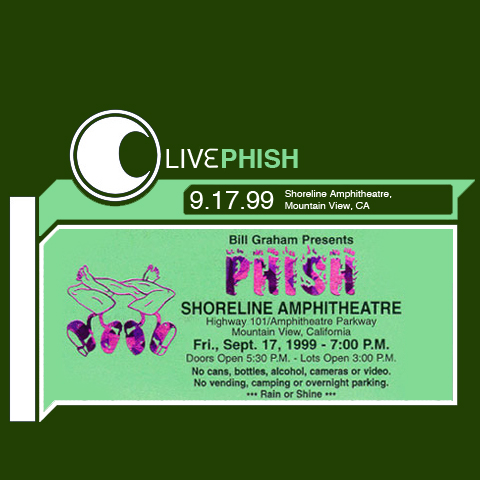 LIVEPHISH
9.17.99
Shoreline Amphitheatre,
Mountain View, CA
Bill Graham Presents
PHISH
SHORELINE AMPHITHEATRE
Highway 101/Amphitheatre Parkway
Mountain View, California
Fri., Sept. 17, 1999 - 7:00 P.M.
Doors Open 5:30 P.M. - Lots Open 3:00 P.M.
No cans, bottles, alcohol, cameras or video.
No vending, camping or overnight parking.
••• Rain or Shine •••